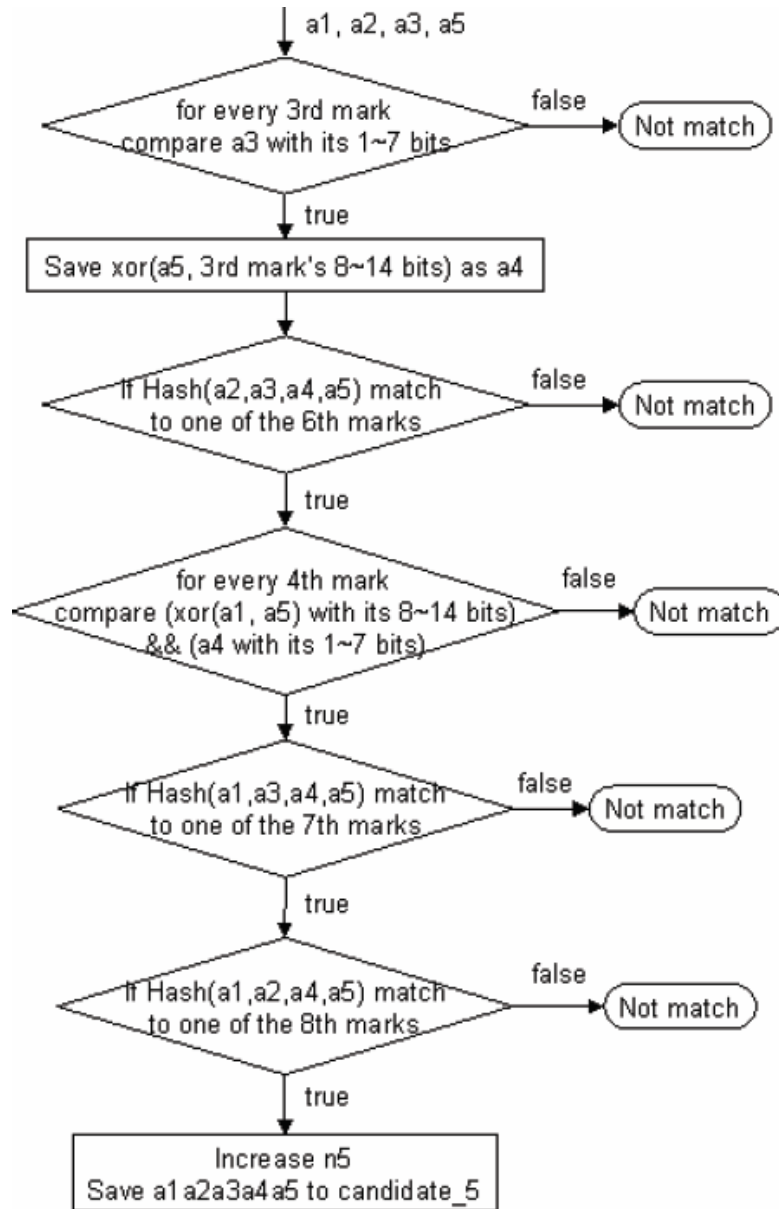 a1, a2, a3, a5
for every 3rd mark
compare a3 with its 1~7 bits
false
Not match
true
Save xor(a5, 3rd mark's 8~14 bits) as a4
If Hash(a2,a3,a4,a5) match
to one of the 6th marks
false
Not match
true
for every 4th mark
compare (xor(a1, a5) with its 8~14 bits)
&& (a4 with its 1~7 bits)
false
Not match
true
If Hash(a1,a3,a4,a5) match
to one of the 7th marks
false
Not match
true
If Hash(a1,a2,a4,a5) match
to one of the 8th marks
false
Not match
true
Increase n5
Save a1a2a3a4a5 to candidate_5